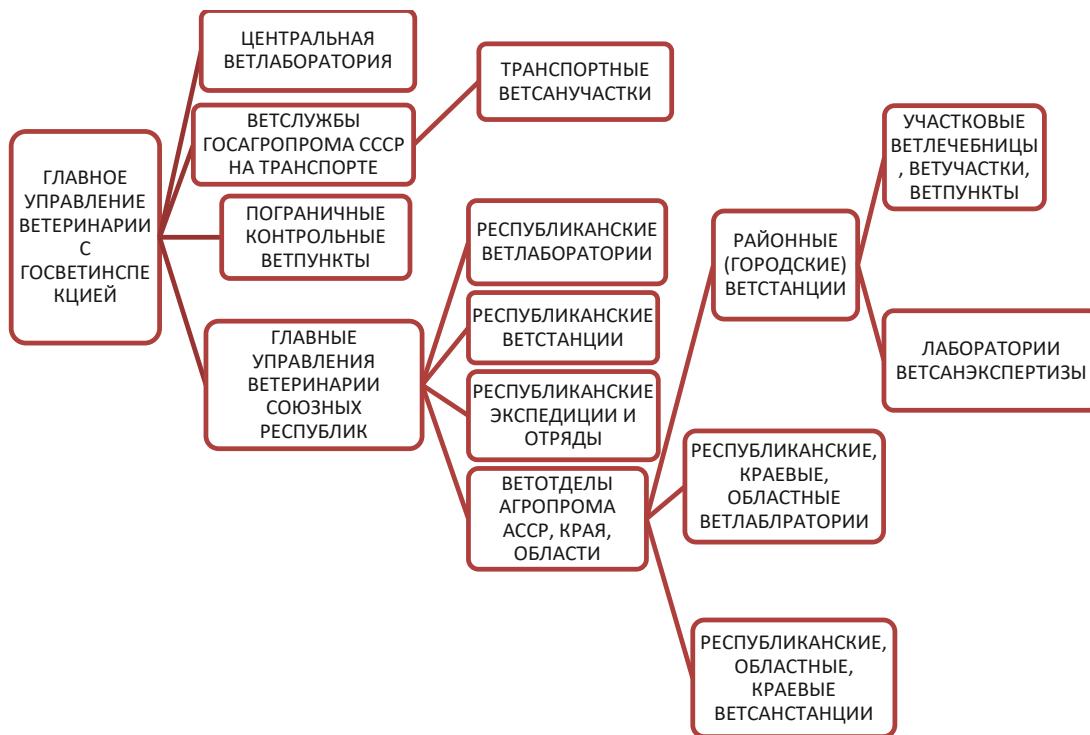 ГЛАВНОЕ
УПРАВЛЕНИЕ
ВЕТЕРИНАРИИ
С
ГОСВЕТИНСПЕ
КЦИЕЙ
ЦЕНТРАЛЬНАЯ
ВЕТЛАБОРАТОРИЯ
ВЕТСЛУЖБЫ
ГОСАГРОПРОМА СССР
НА ТРАНСПОРТЕ
ТРАНСПОРТНЫЕ
ВЕТСАНУЧАСТКИ
ПОГРАНИЧНЫЕ
КОНТРОЛЬНЫЕ
ВЕТПУНКТЫ
ГЛАВНЫЕ
УПРАВЛЕНИЯ
ВЕТЕРИНАРИИ
СОЮЗНЫХ
РЕСПУБЛИК
РЕСПУБЛИКАНСКИЕ
ВЕТЛАБОРАТОРИИ
РЕСПУБЛИКАНСКИЕ
ВЕТСТАНЦИИ
РЕСПУБЛИКАНСКИЕ
ЭКСПЕДИЦИИ И
ОТРЯДЫ
ВЕТОТДЕЛЫ
АГРОПРОМА
АССР, КРАЯ,
ОБЛАСТИ
РАЙОННЫЕ
(ГОРОДСКИЕ)
ВЕТСТАНЦИИ
УЧАСТКОВЫЕ
ВЕТЛЕЧЕБНИЦЫ
, ВЕТУЧАСТКИ,
ВЕТПУНКТЫ
ЛАБОРАТОРИИ
ВЕТСАНЭКСПЕРТИЗЫ
РЕСПУБЛИКАНСКИЕ,
КРАЕВЫЕ,
ОБЛАСТНЫЕ
ВЕТЛАБЛРАТОРИИ
РЕСПУБЛИКАНСКИЕ,
ОБЛАСТНЫЕ,
КРАЕВЫЕ
ВЕТСАНСТАНЦИИ